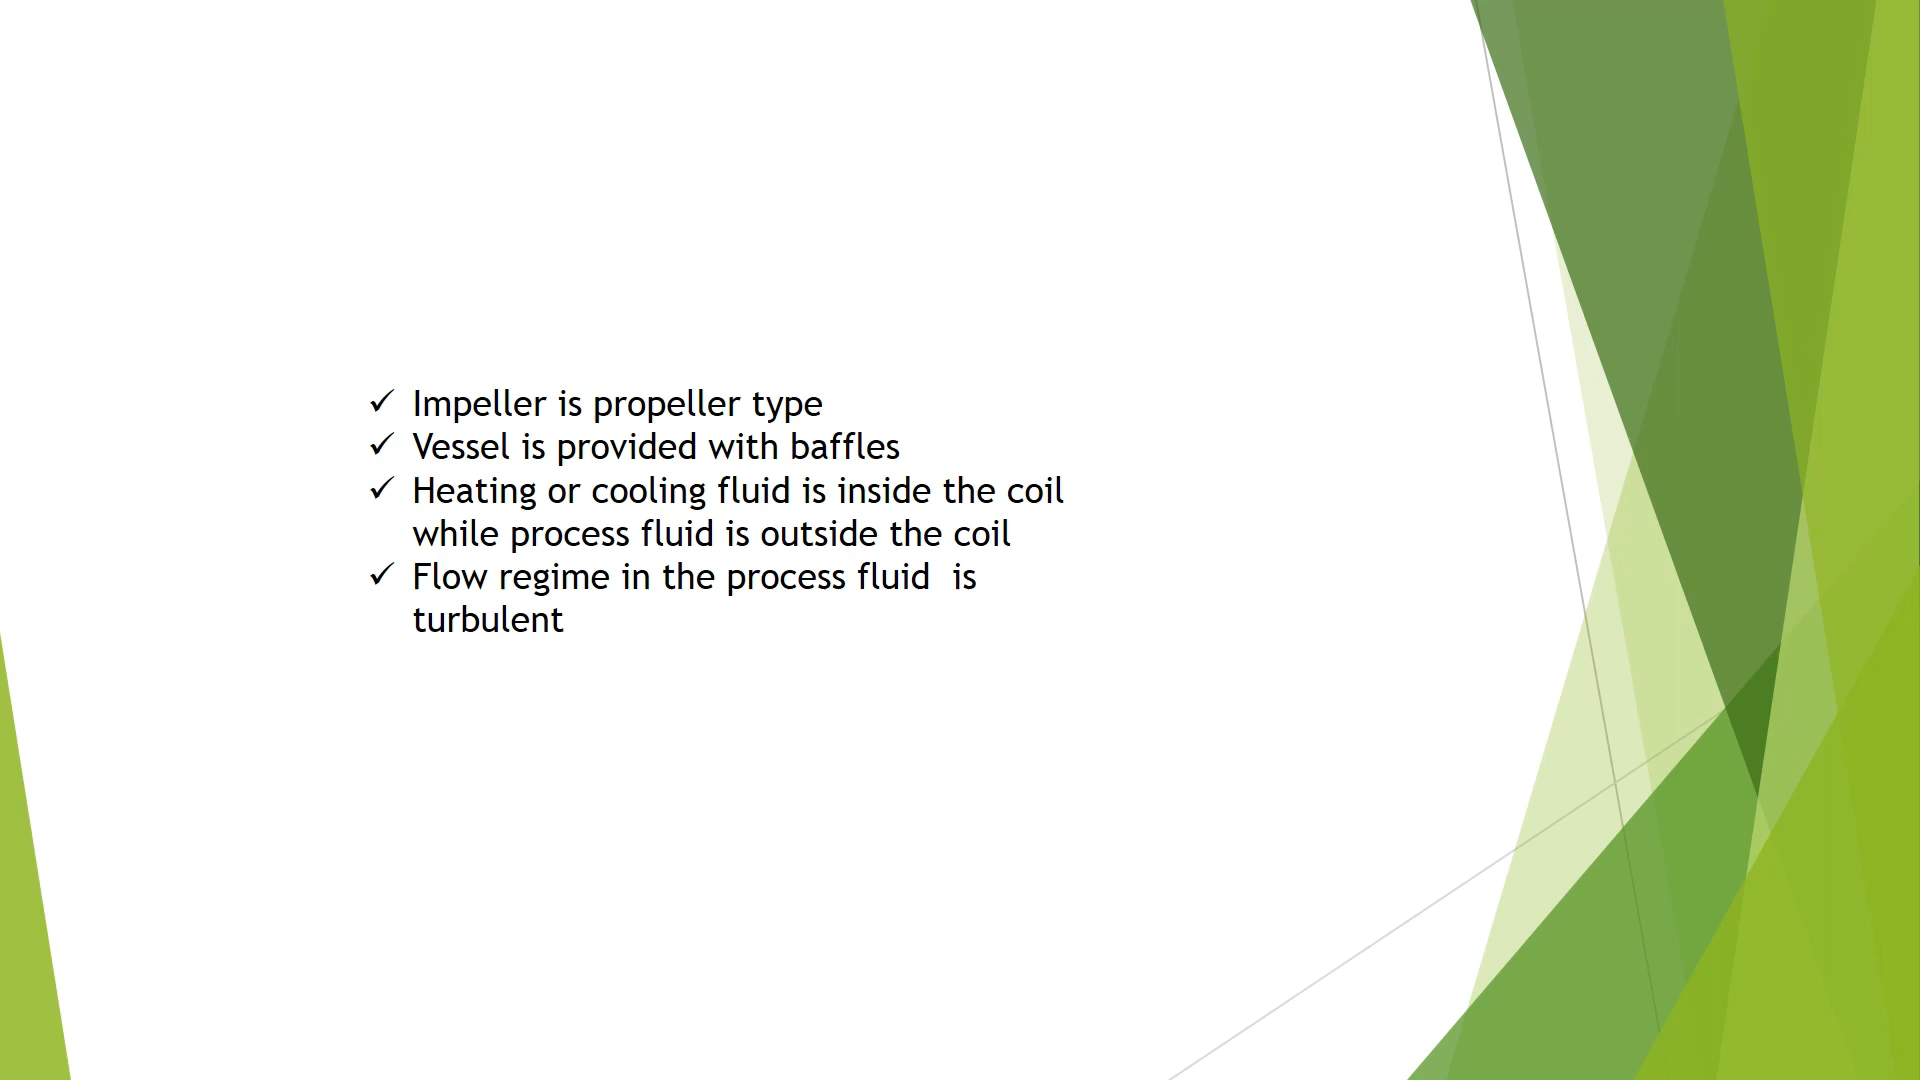 ✓ Impeller is propeller type
✓ Vessel is provided with baffles
✓ Heating or cooling fluid is inside the coil
while process fluid is outside the coil
✓ Flow regime in the process fluid  is
turbulent